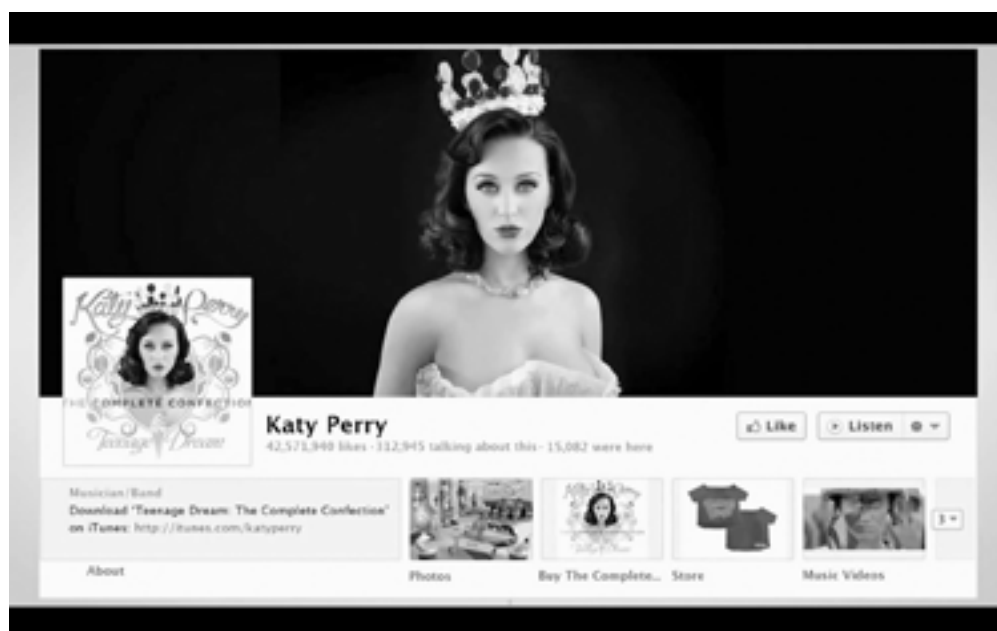 Katy Perry
THE COMPLETE CONFECTION
Teenage Dream
Katy Perry
42,571,940 likes · 312,945 talking about this · 15,082 were here
Like
Listen
Musician/Band
Download 'Teenage Dream: The Complete Confection'
on iTunes: http://itunes.com/katyperry
About
Photos
Buy The Complete...
Store
Music Videos
3